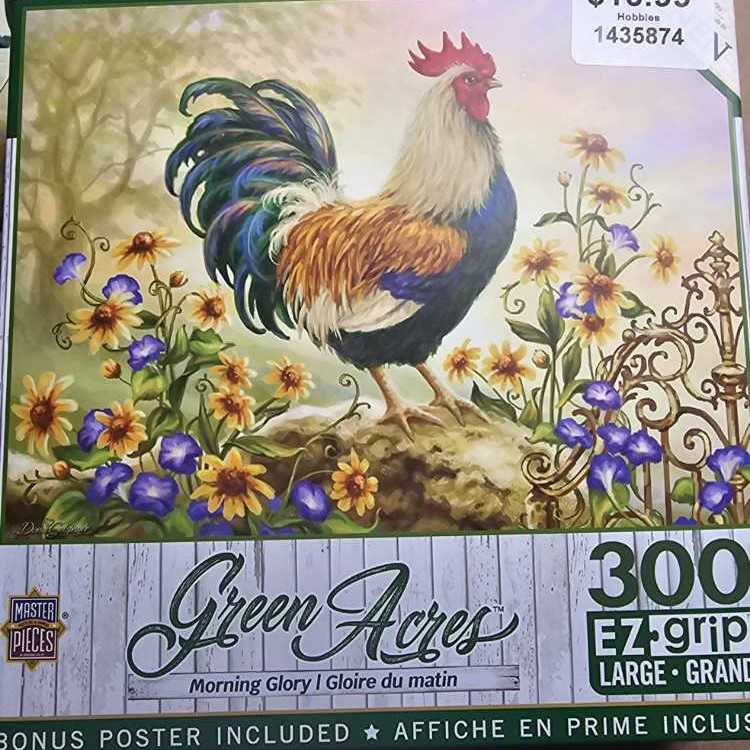 Hobbies
1435874
MASTER
PIECES
®
Green Acres™
Morning Glory | Gloire du matin
300
EZ·grip
LARGE · GRAND
BONUS POSTER INCLUDED ★ AFFICHE EN PRIME INCLUS